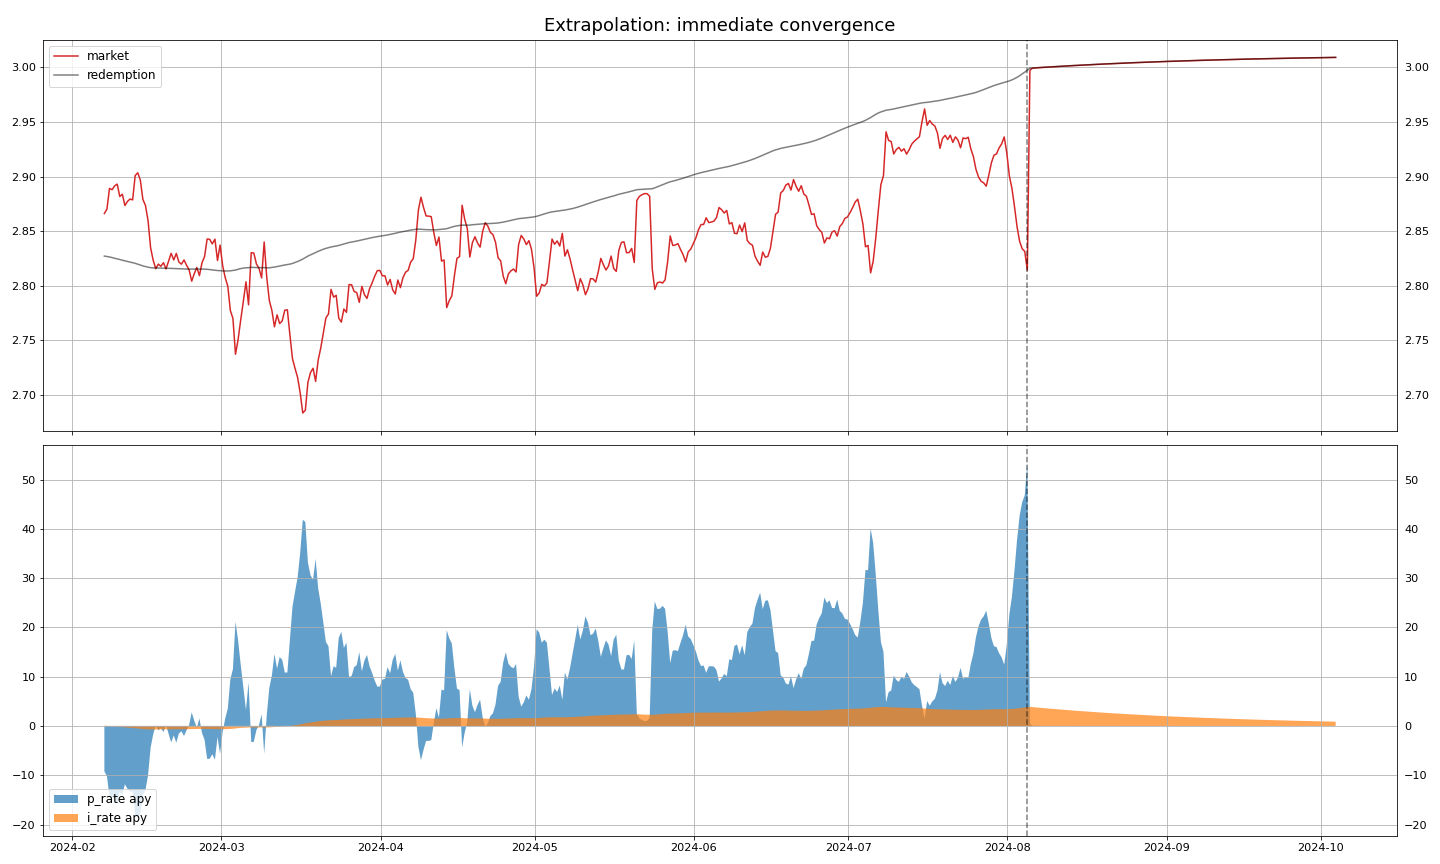 Extrapolation: immediate convergence
market
redemption
3.00 3.00
2.95 2.95
2.90 2.90
2.85 2.85
2.80 2.80
2.75 2.75
2.70 2.70
50 50
40 40
30 30
20 20
10 10
0 0
−10 −10
−20 −20
p_rate apy
i_rate apy
2024-02 2024-03 2024-04 2024-05 2024-06 2024-07 2024-08 2024-09 2024-10